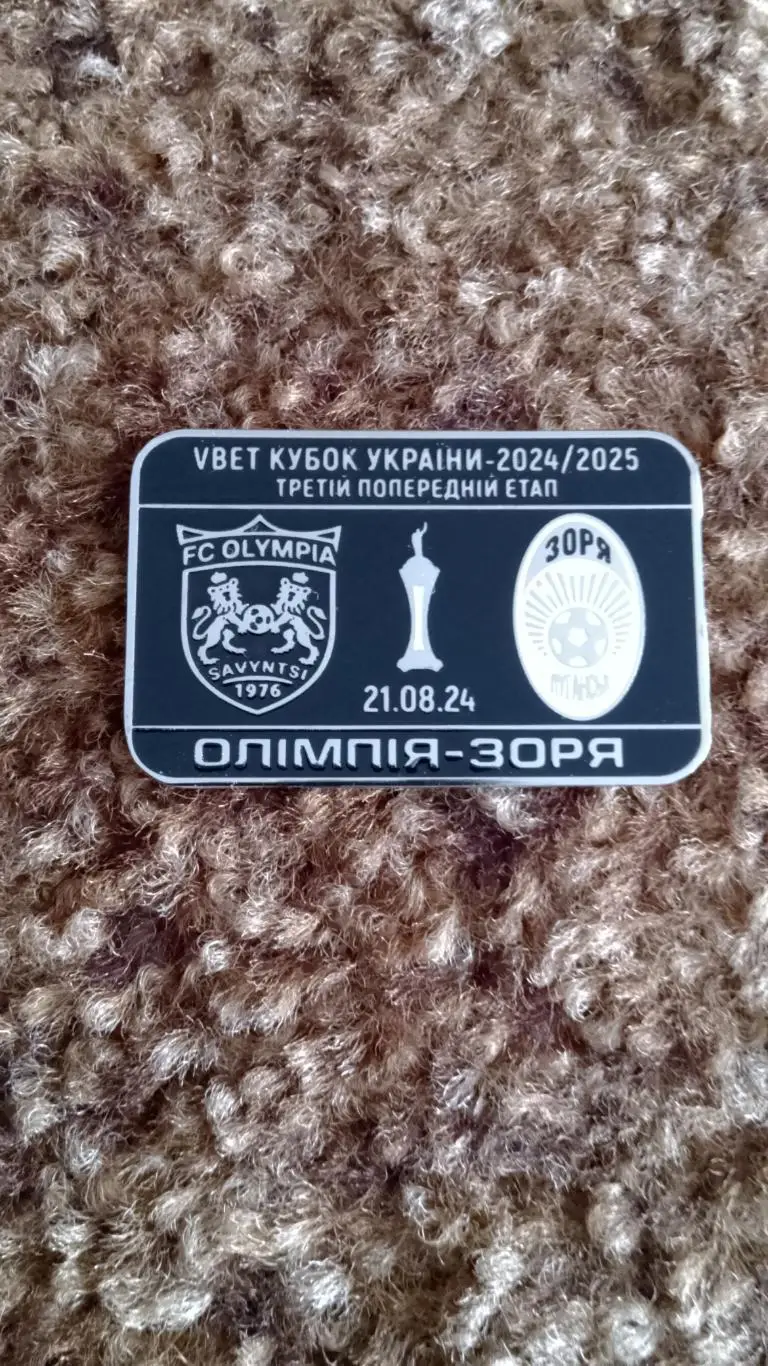 VBET КУБОК УКРАЇНИ-2024/2025
ТРЕТІЙ ПОПЕРЕДНІЙ ЕТАП
FC OLYMPIA
SAVYNTSI
1976
21.08.24
ЗОРЯ
ОЛІМПІЯ-ЗОРЯ